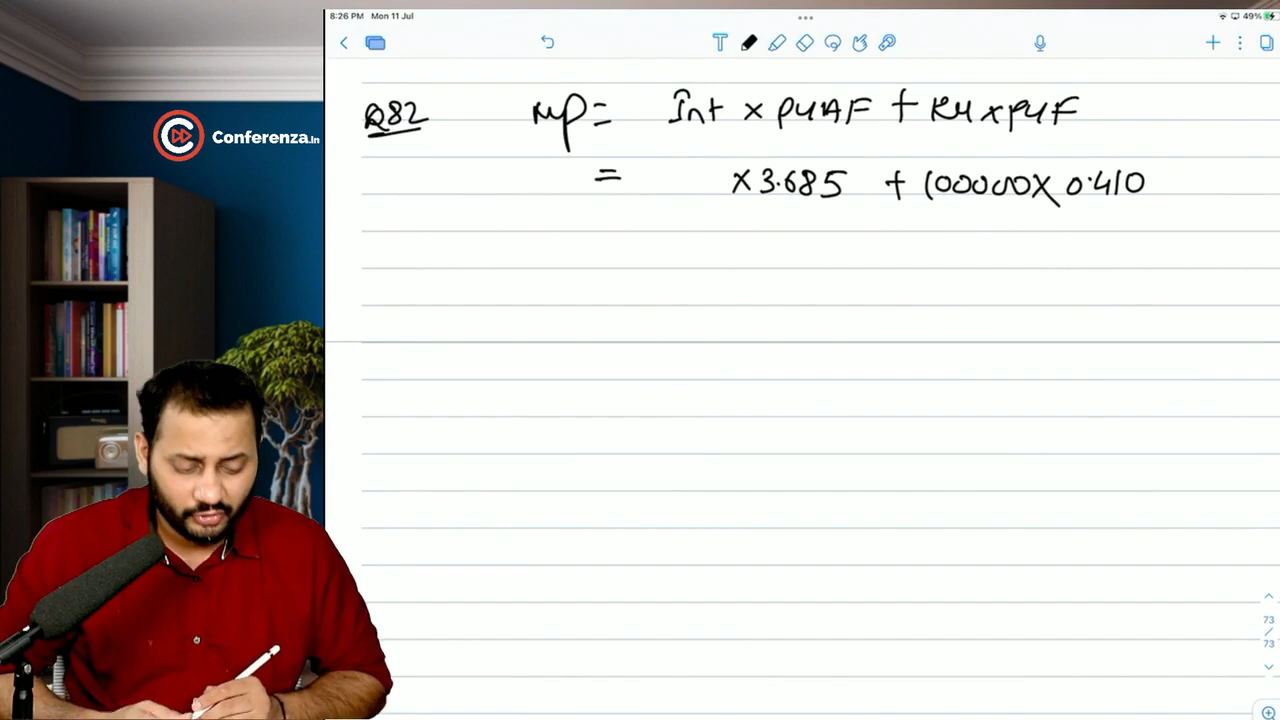 8:26 PM Mon 11 Jul
49%
Conferenza.In
Q82 MP = Int x PVAF + RV x PVF
= x 3.685 + 100000 x 0.410
73
/
73